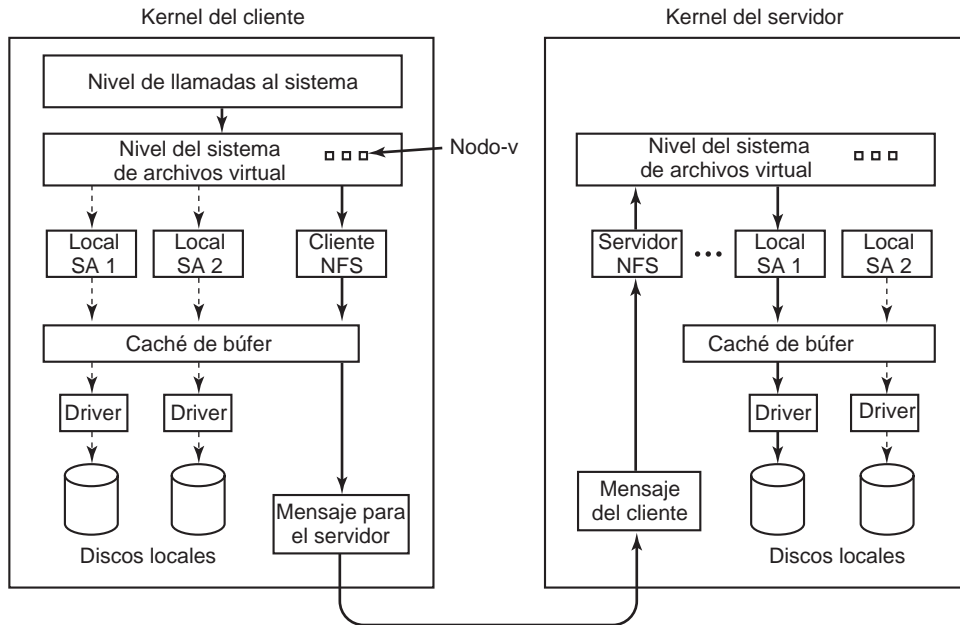 Kernel del cliente
Nivel de llamadas al sistema
Nivel del sistema
de archivos virtual
Nodo-v
Local
SA 1
Local
SA 2
Cliente
NFS
Caché de búfer
Driver
Driver
Discos locales
Mensaje para
el servidor
Kernel del servidor
Nivel del sistema
de archivos virtual
Servidor
NFS
Local
SA 1
Local
SA 2
Caché de búfer
Driver
Driver
Mensaje
del cliente
Discos locales